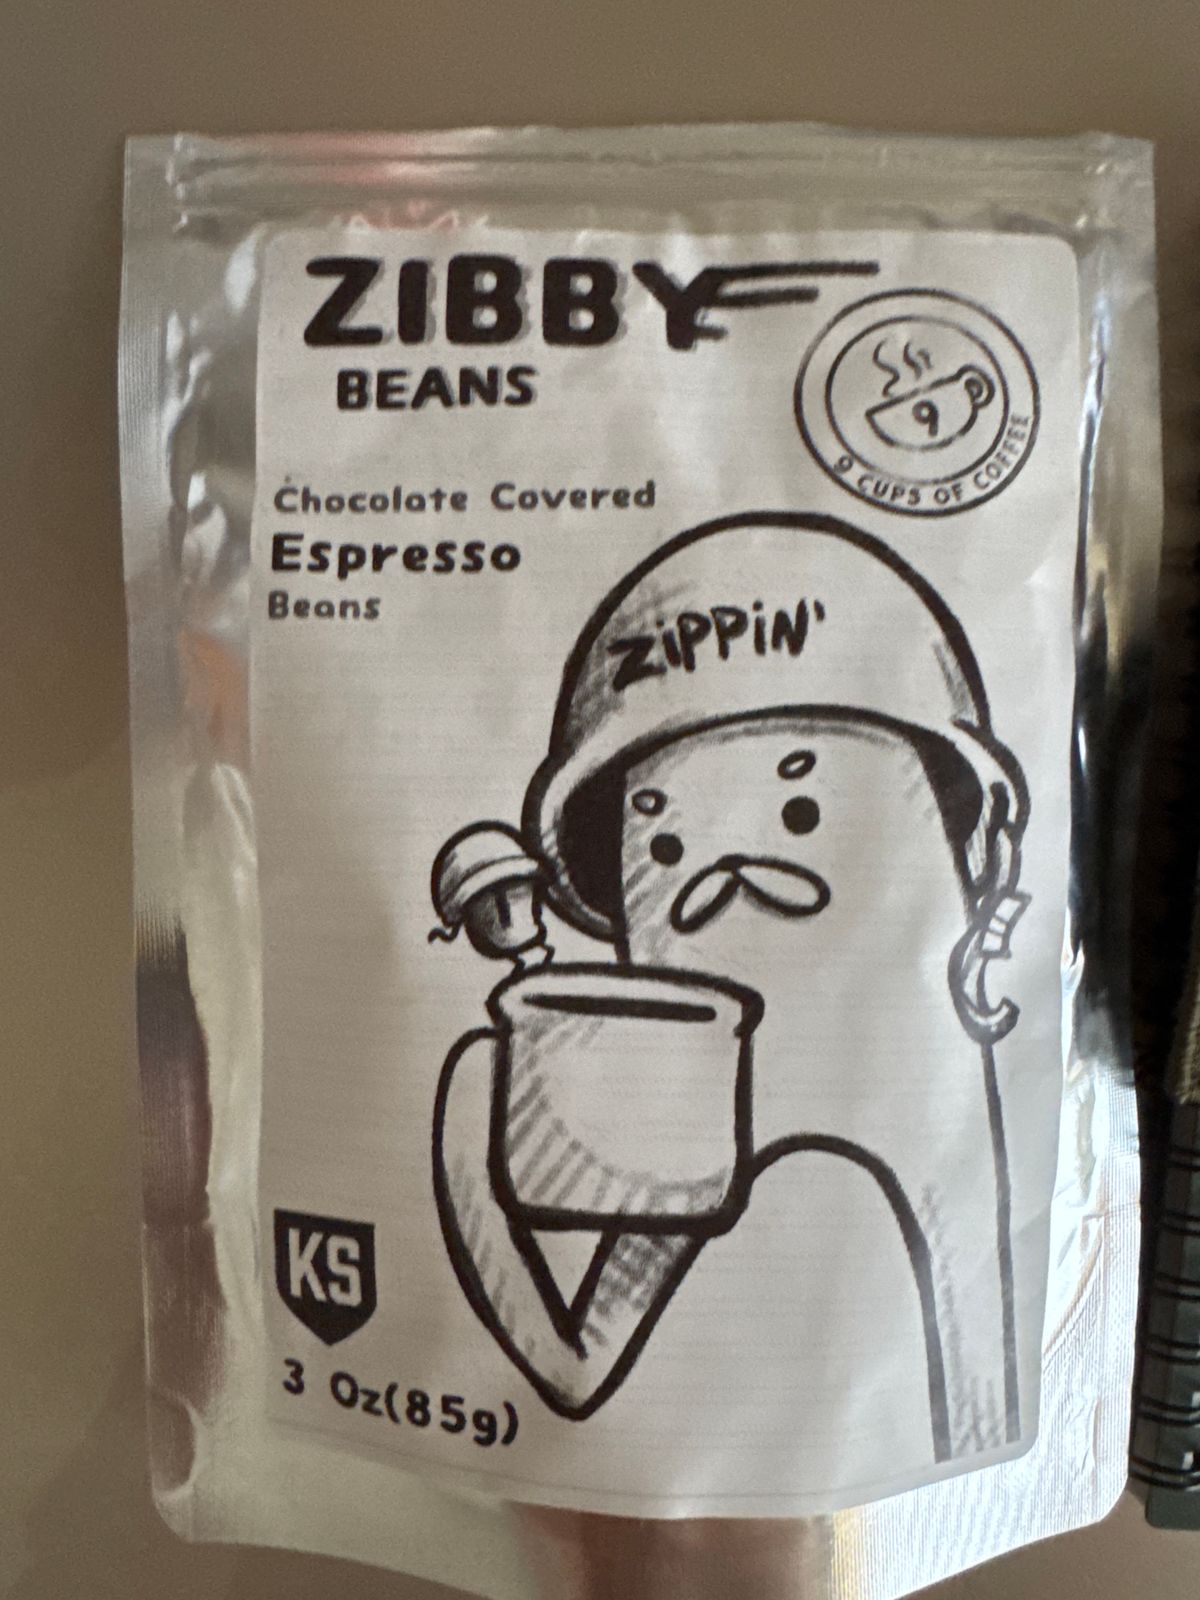 ZIBBY
BEANS
9
9 CUPS OF COFFEE
Chocolate Covered
Espresso
Beans
ZiPPiN'
KS
3 Oz(85g)